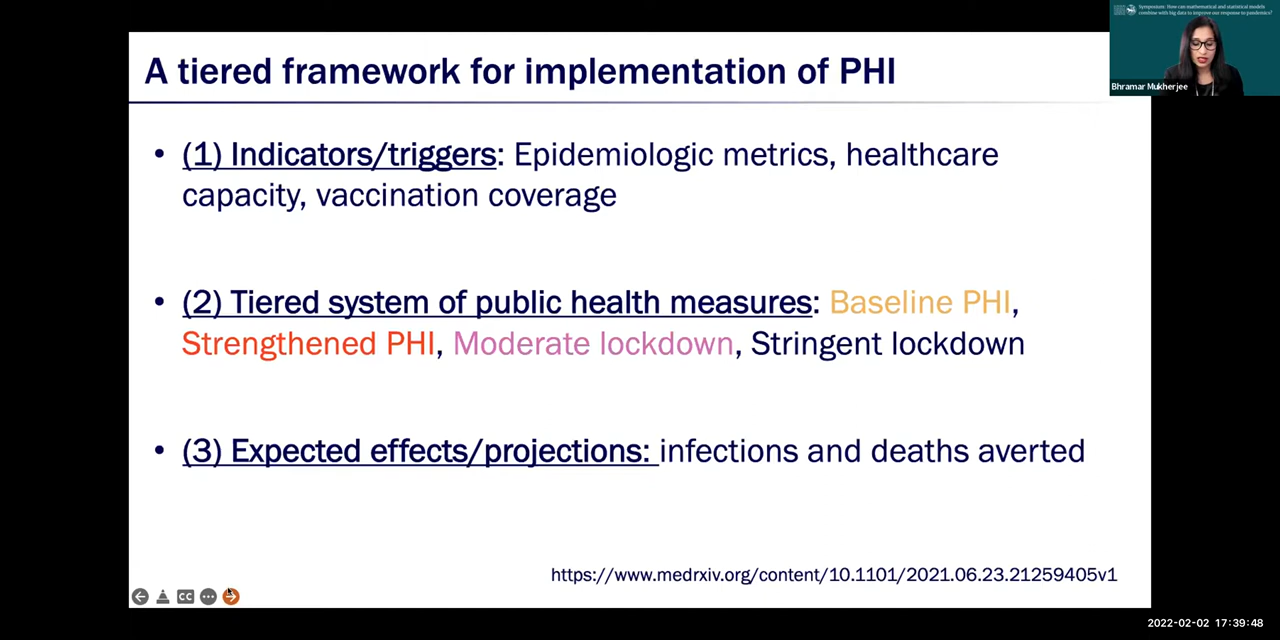 Symposium: How can mathematical and statistical models
combine with big data to improve our response to pandemics?
Bhramar Mukherjee
A tiered framework for implementation of PHI
• (1) Indicators/triggers: Epidemiologic metrics, healthcare
capacity, vaccination coverage
• (2) Tiered system of public health measures: Baseline PHI,
Strengthened PHI, Moderate lockdown, Stringent lockdown
• (3) Expected effects/projections: infections and deaths averted
https://www.medrxiv.org/content/10.1101/2021.06.23.21259405v1
CC
2022-02-02 17:39:48